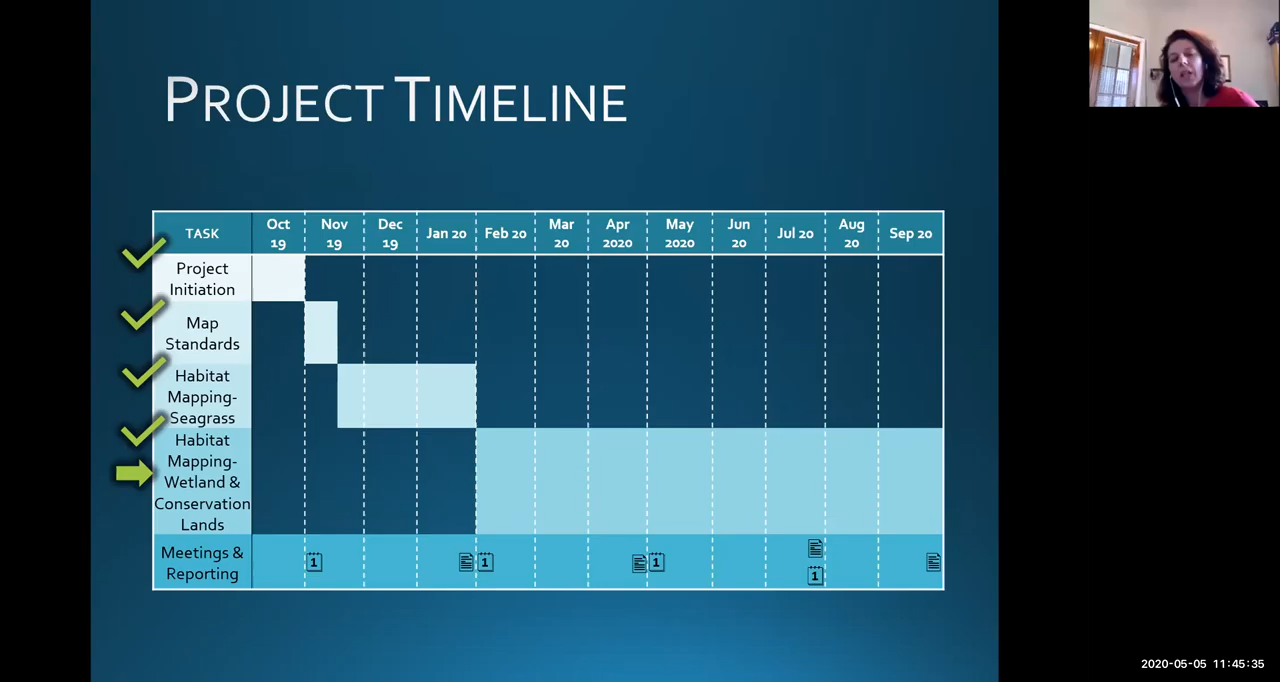 PROJECT TIMELINE
TASK
Oct
19
Nov
19
Dec
19
Jan 20
Feb 20
Mar
20
Apr
2020
May
2020
Jun
20
Jul 20
Aug
20
Sep 20
Project
Initiation
Map
Standards
Habitat
Mapping-
Seagrass
Habitat
Mapping-
Wetland &
Conservation
Lands
Meetings &
Reporting
1
1
1
1
2020-05-05 11:45:35